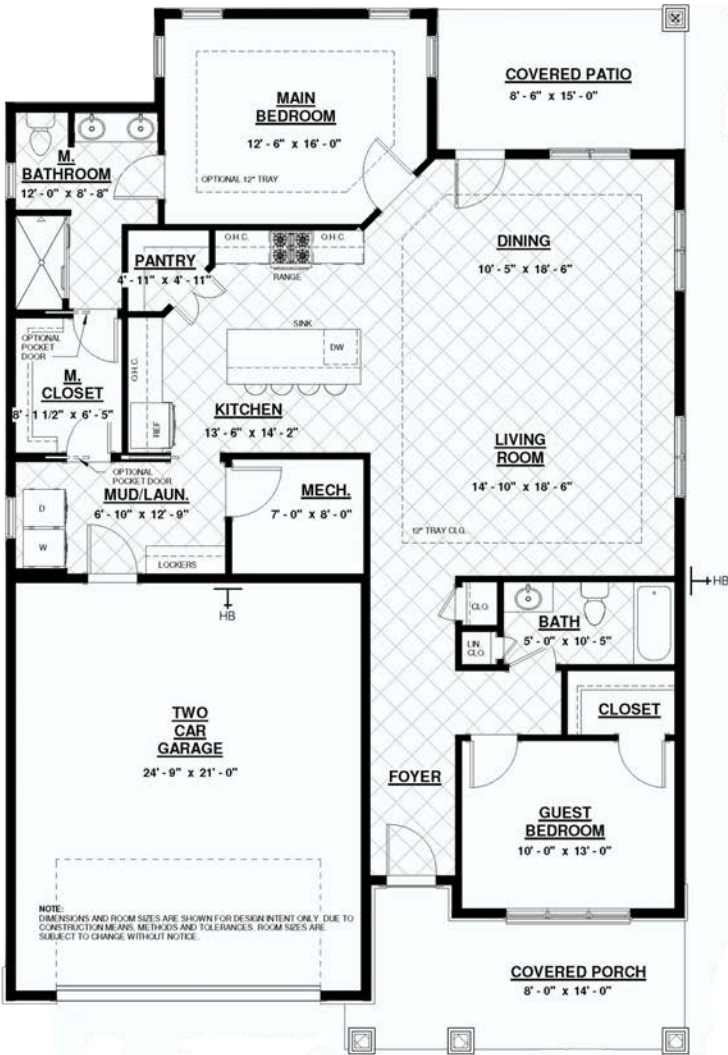 COVERED PATIO
8' - 6" x 15' - 0"
MAIN
BEDROOM
12' - 6" x 16' - 0"
OPTIONAL 12" TRAY
M.
BATHROOM
12' - 0" x 8' - 8"
O.H.C.
O.H.C.
RANGE
PANTRY
4' - 11" x 4' - 11"
DINING
10' - 5" x 18' - 6"
SINK
DW
OPTIONAL
POCKET
DOOR
M.
CLOSET
8' - 1 1/2" x 6' - 5"
O.H.C.
REF
KITCHEN
13' - 6" x 14' - 2"
LIVING
ROOM
14' - 10" x 18' - 6"
12" TRAY CLG.
OPTIONAL
POCKET DOOR
MUD/LAUN.
6' - 10" x 12' - 9"
D
W
LOCKERS
MECH.
7' - 0" x 8' - 0"
HB
HB
CLO.
LIN.
CLO.
BATH
5' - 0" x 10' - 5"
CLOSET
TWO
CAR
GARAGE
24' - 9" x 21' - 0"
FOYER
GUEST
BEDROOM
10' - 0" x 13' - 0"
NOTE:
DIMENSIONS AND ROOM SIZES ARE SHOWN FOR DESIGN INTENT ONLY. DUE TO
CONSTRUCTION MEANS, METHODS AND TOLERANCES, ROOM SIZES ARE
SUBJECT TO CHANGE WITHOUT NOTICE.
COVERED PORCH
8' - 0" x 14' - 0"